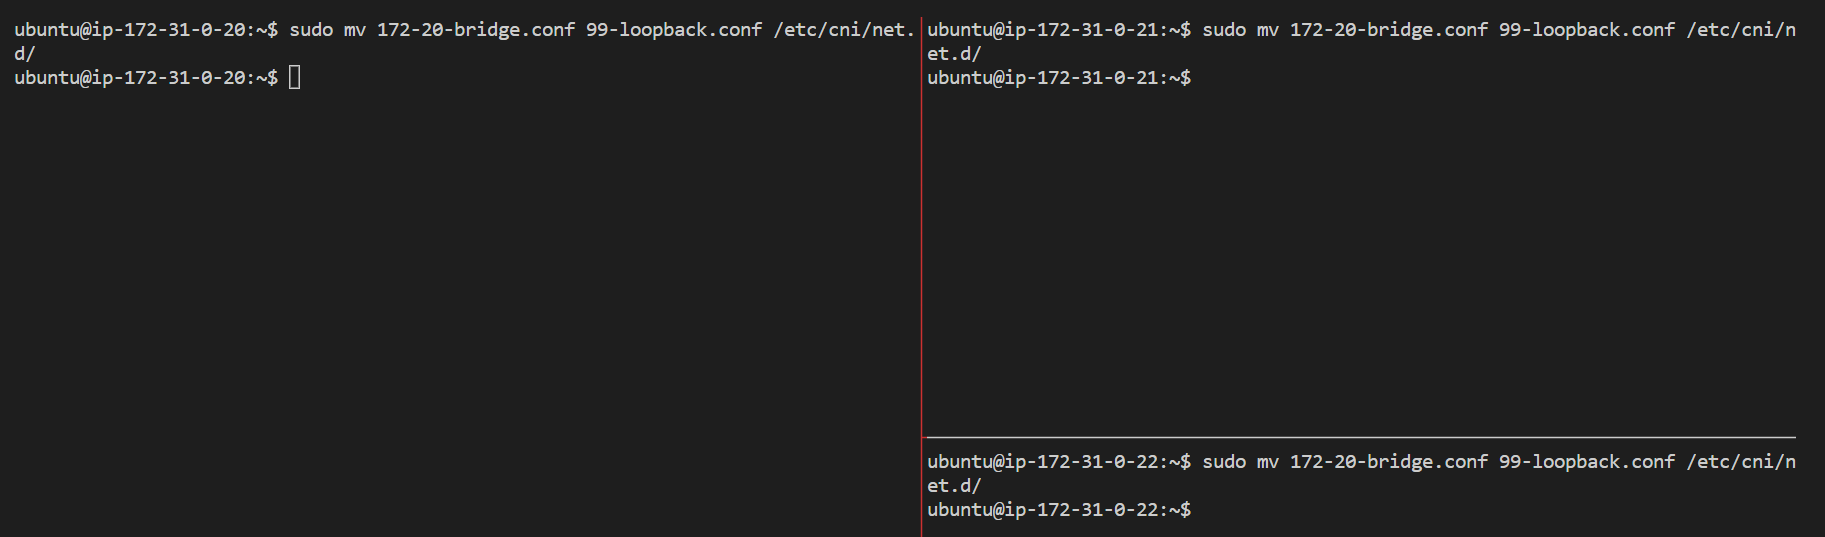 ubuntu@ip-172-31-0-20:~$ sudo mv 172-20-bridge.conf 99-loopback.conf /etc/cni/net.
d/
ubuntu@ip-172-31-0-20:~$
ubuntu@ip-172-31-0-21:~$ sudo mv 172-20-bridge.conf 99-loopback.conf /etc/cni/n
et.d/
ubuntu@ip-172-31-0-21:~$
ubuntu@ip-172-31-0-22:~$ sudo mv 172-20-bridge.conf 99-loopback.conf /etc/cni/n
et.d/
ubuntu@ip-172-31-0-22:~$